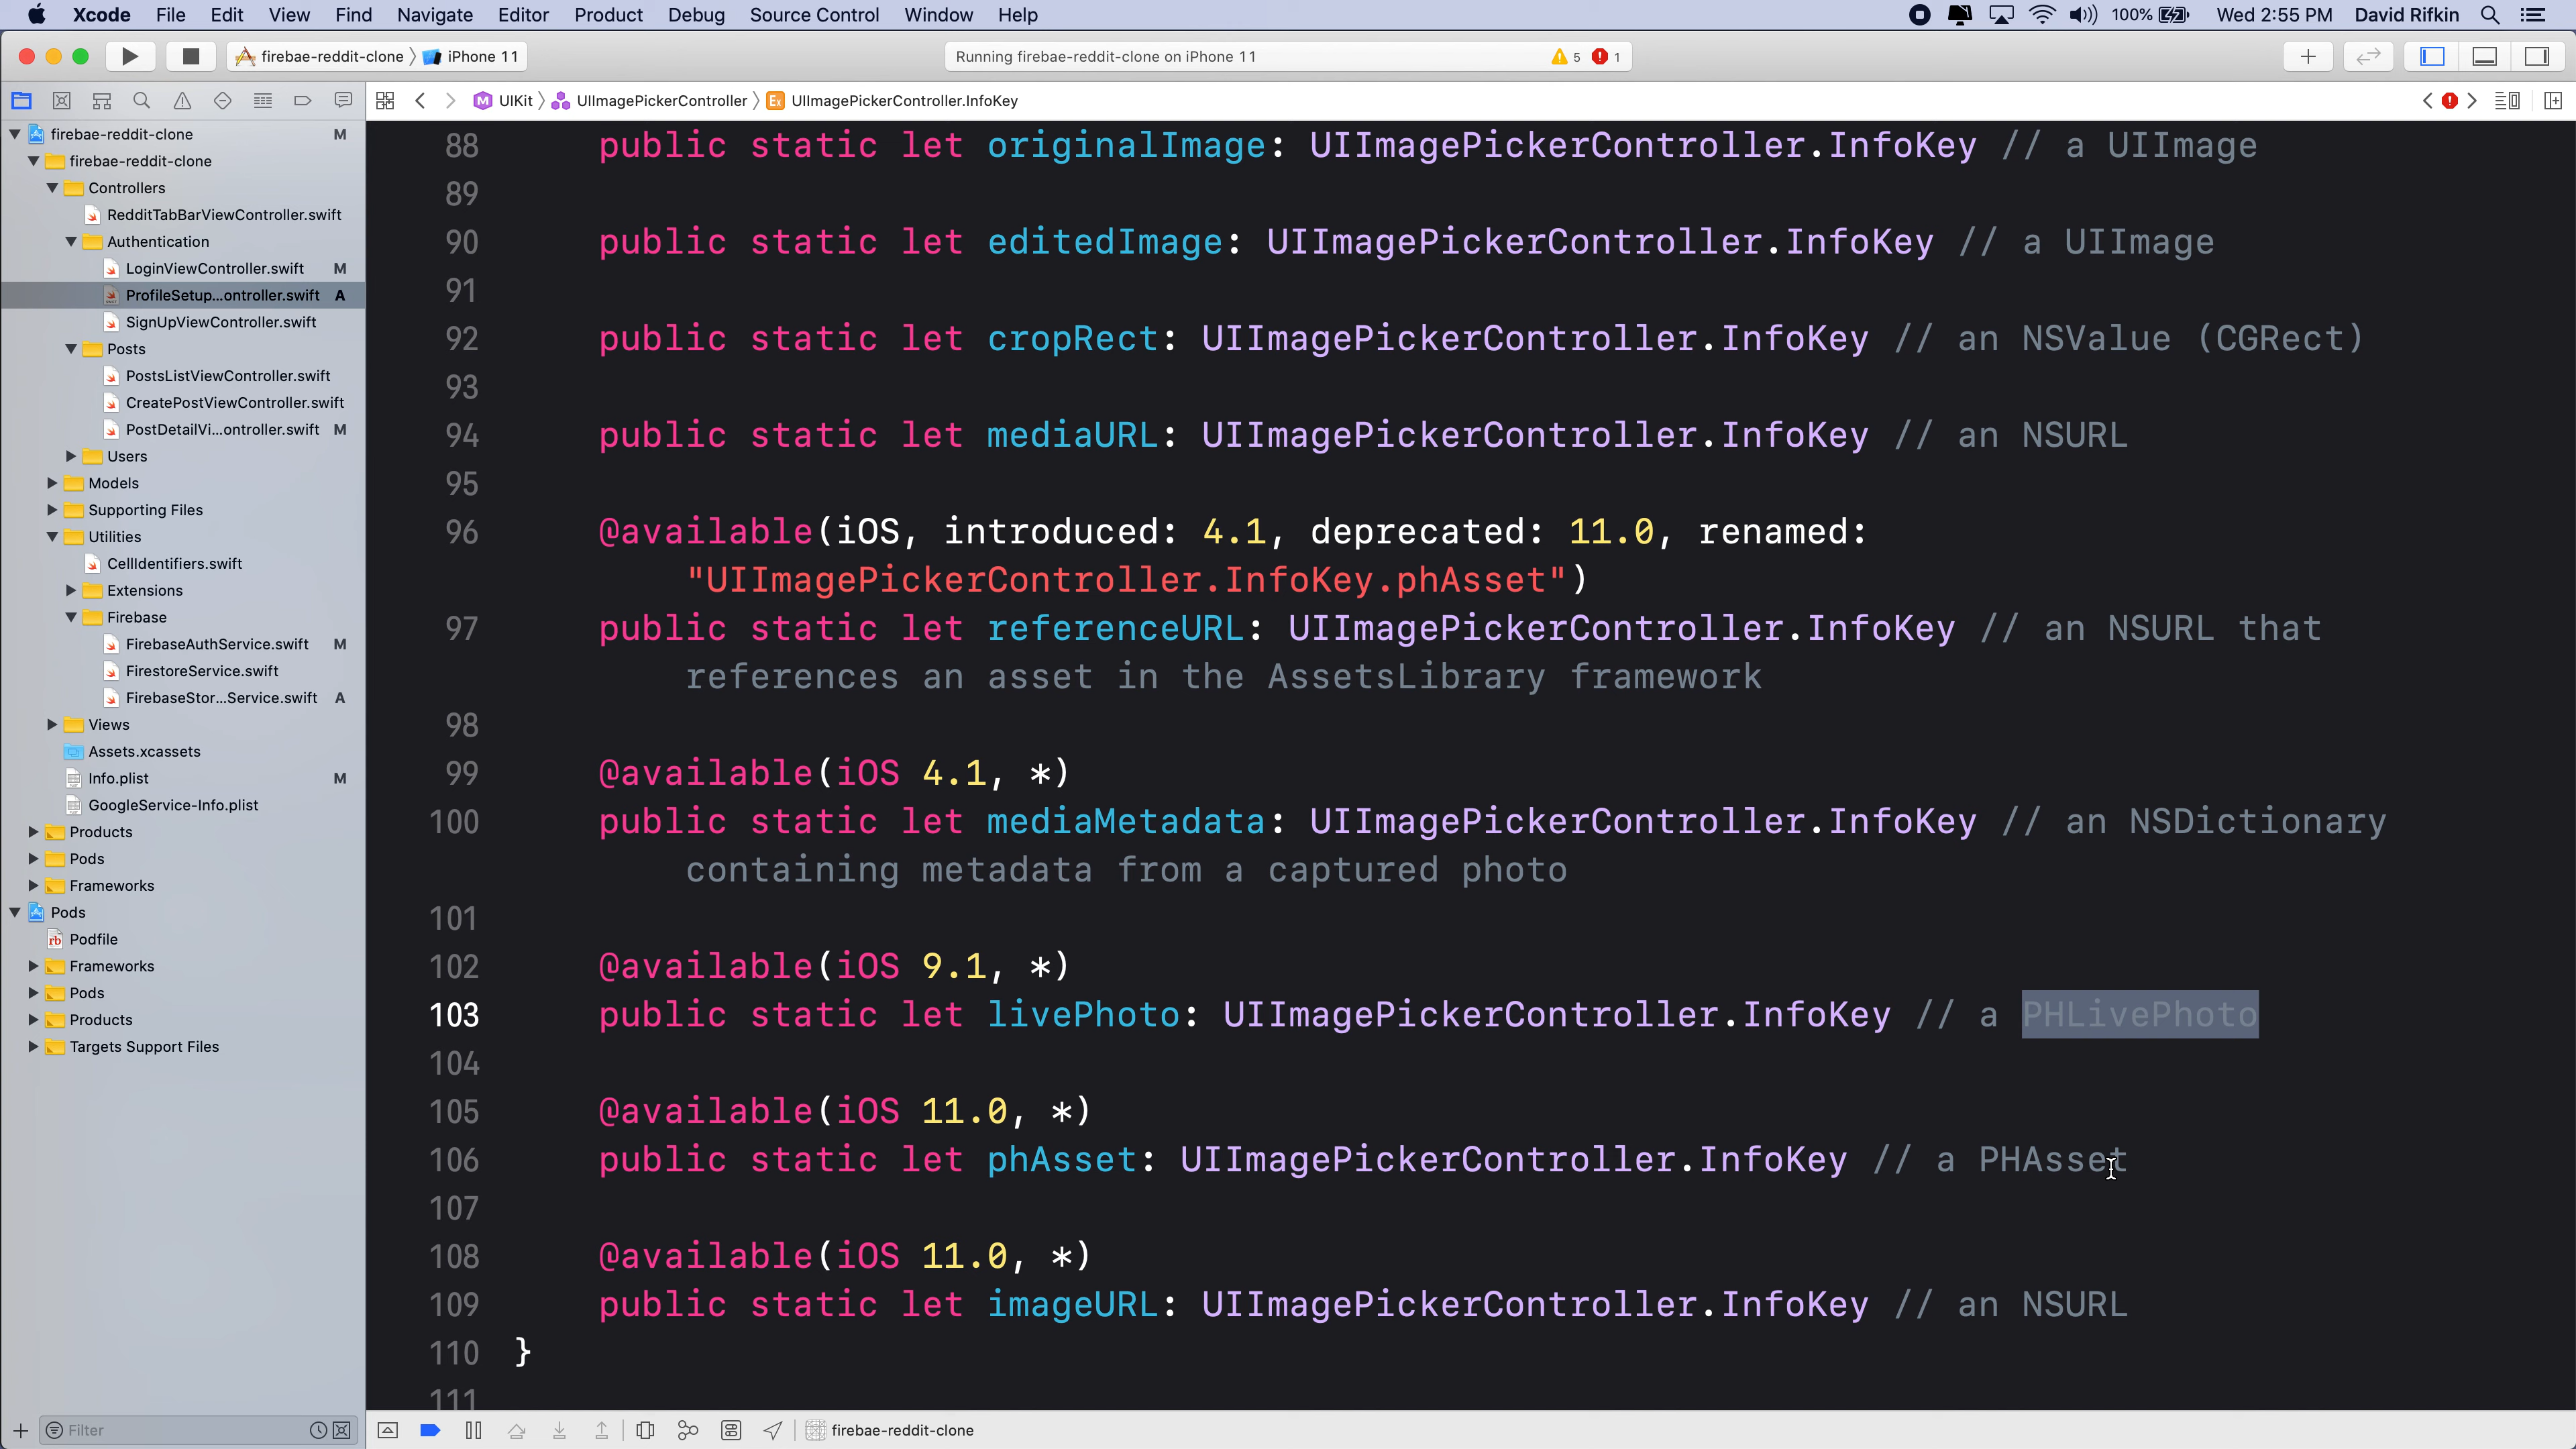 Xcode File Edit View Find Navigate Editor Product Debug Source Control Window Help 100% Wed 2:55 PM David Rifkin
firebae-reddit-clone iPhone 11 Running firebae-reddit-clone on iPhone 11 5 1
UIKit UIImagePickerController Ex UIImagePickerController.InfoKey
firebae-reddit-clone M
firebae-reddit-clone
Controllers
RedditTabBarViewController.swift
Authentication
LoginViewController.swift M
ProfileSetup...ontroller.swift A
SignUpViewController.swift
Posts
PostsListViewController.swift
CreatePostViewController.swift
PostDetailVi...ontroller.swift M
Users
Models
Supporting Files
Utilities
CellIdentifiers.swift
Extensions
Firebase
FirebaseAuthService.swift M
FirestoreService.swift
FirebaseStor...Service.swift A
Views
Assets.xcassets
Info.plist M
GoogleService-Info.plist
Products
Pods
Frameworks
Pods
Podfile
Frameworks
Pods
Products
Targets Support Files
Filter
88 public static let originalImage: UIImagePickerController.InfoKey // a UIImage
89
90 public static let editedImage: UIImagePickerController.InfoKey // a UIImage
91
92 public static let cropRect: UIImagePickerController.InfoKey // an NSValue (CGRect)
93
94 public static let mediaURL: UIImagePickerController.InfoKey // an NSURL
95
96 @available(iOS, introduced: 4.1, deprecated: 11.0, renamed:
"UIImagePickerController.InfoKey.phAsset")
97 public static let referenceURL: UIImagePickerController.InfoKey // an NSURL that
references an asset in the AssetsLibrary framework
98
99 @available(iOS 4.1, *)
100 public static let mediaMetadata: UIImagePickerController.InfoKey // an NSDictionary
containing metadata from a captured photo
101
102 @available(iOS 9.1, *)
103 public static let livePhoto: UIImagePickerController.InfoKey // a PHLivePhoto
104
105 @available(iOS 11.0, *)
106 public static let phAsset: UIImagePickerController.InfoKey // a PHAsset
107
108 @available(iOS 11.0, *)
109 public static let imageURL: UIImagePickerController.InfoKey // an NSURL
110 }
111
firebae-reddit-clone